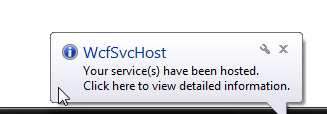 WcfSvcHost
Your service(s) have been hosted.
Click here to view detailed information.